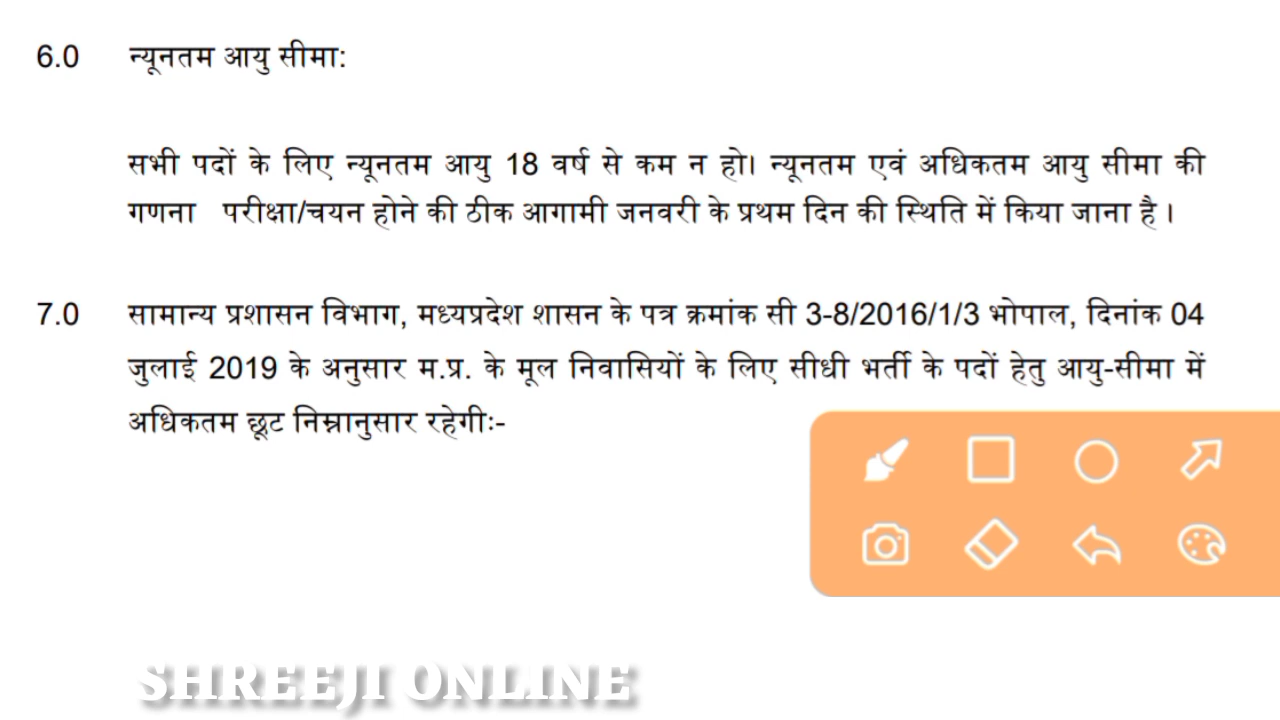 6.0 न्यूनतम आयु सीमा:
सभी पदों के लिए न्यूनतम आयु 18 वर्ष से कम न हो। न्यूनतम एवं अधिकतम आयु सीमा की
गणना परीक्षा/चयन होने की ठीक आगामी जनवरी के प्रथम दिन की स्थिति में किया जाना है।
7.0 सामान्य प्रशासन विभाग, मध्यप्रदेश शासन के पत्र क्रमांक सी 3-8/2016/1/3 भोपाल, दिनांक 04
जुलाई 2019 के अनुसार म.प्र. के मूल निवासियों के लिए सीधी भर्ती के पदों हेतु आयु-सीमा में
अधिकतम छूट निम्नानुसार रहेगीः-
SHREEJI ONLINE